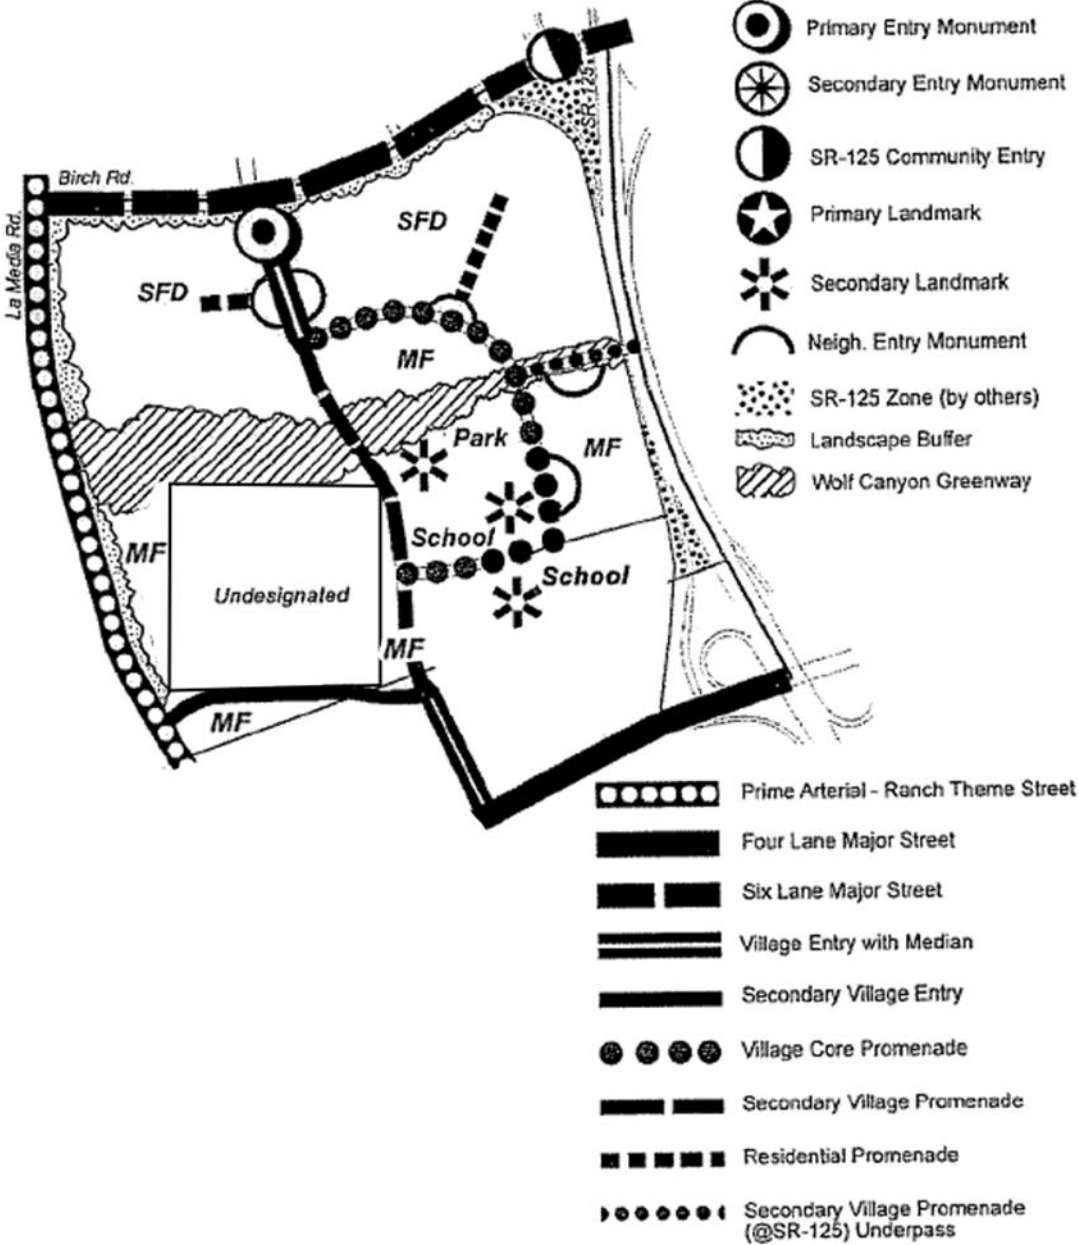 Primary Entry Monument
Secondary Entry Monument
SR-125 Community Entry
Primary Landmark
Secondary Landmark
Neigh. Entry Monument
SR-125 Zone (by others)
Landscape Buffer
Wolf Canyon Greenway
SR-125
Birch Rd.
La Media Rd.
SFD
SFD
MF
Park
MF
School
MF
School
Undesignated
MF
MF
Prime Arterial - Ranch Theme Street
Four Lane Major Street
Six Lane Major Street
Village Entry with Median
Secondary Village Entry
Village Core Promenade
Secondary Village Promenade
Residential Promenade
Secondary Village Promenade
(@SR-125) Underpass